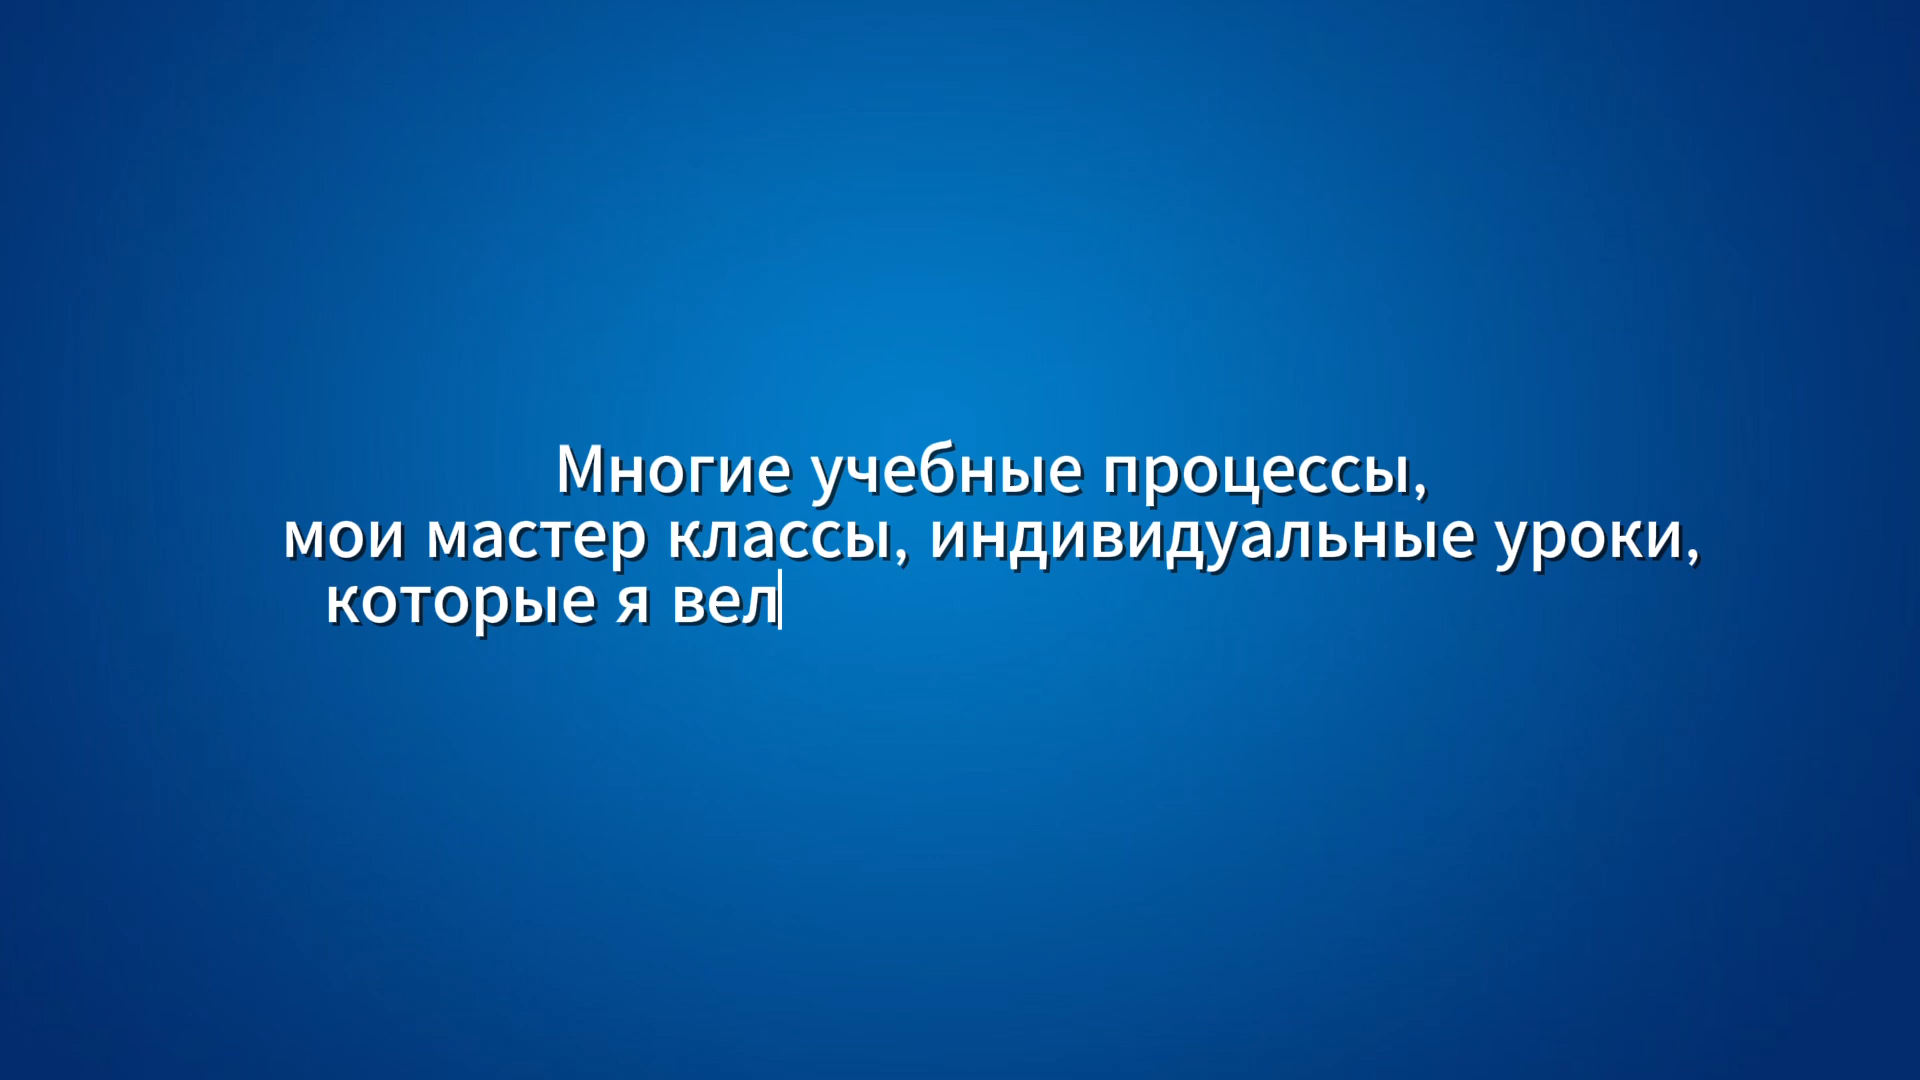 Многие учебные процессы,
мои мастер классы, индивидуальные уроки,
которые я вел